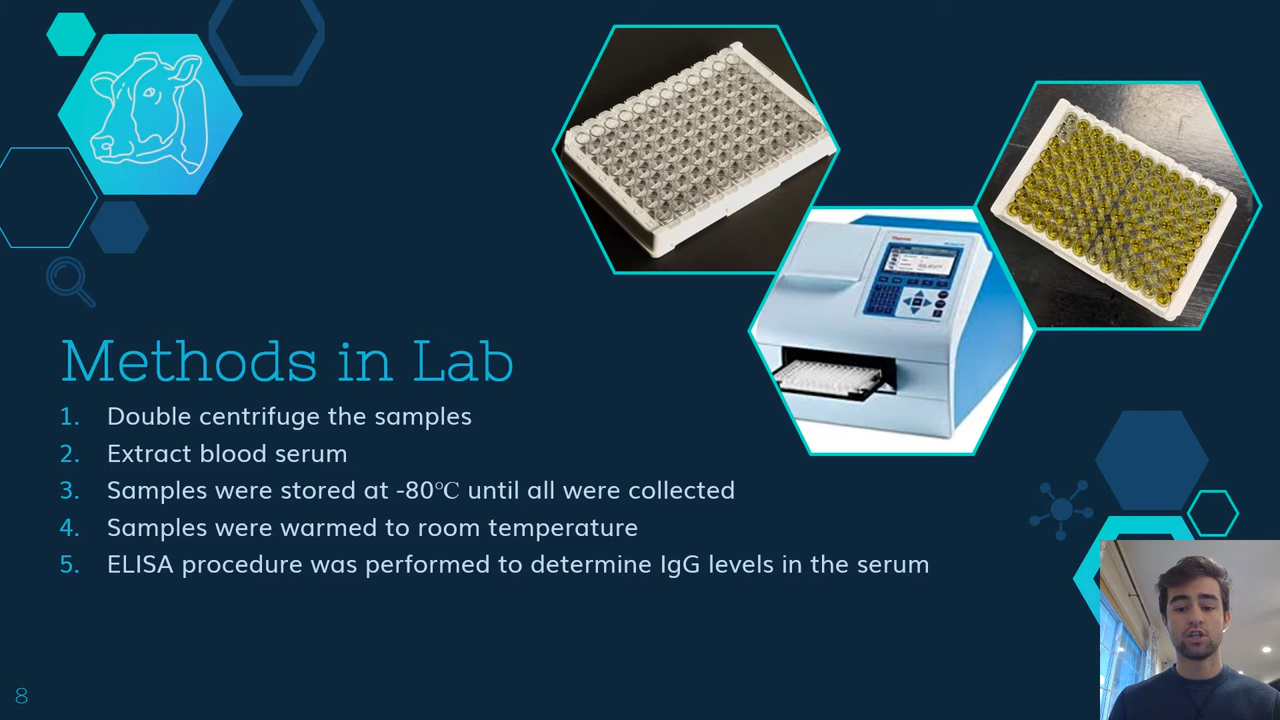 Thermo
Methods in Lab
1. Double centrifuge the samples
2. Extract blood serum
3. Samples were stored at -80℃ until all were collected
4. Samples were warmed to room temperature
5. ELISA procedure was performed to determine IgG levels in the serum
8